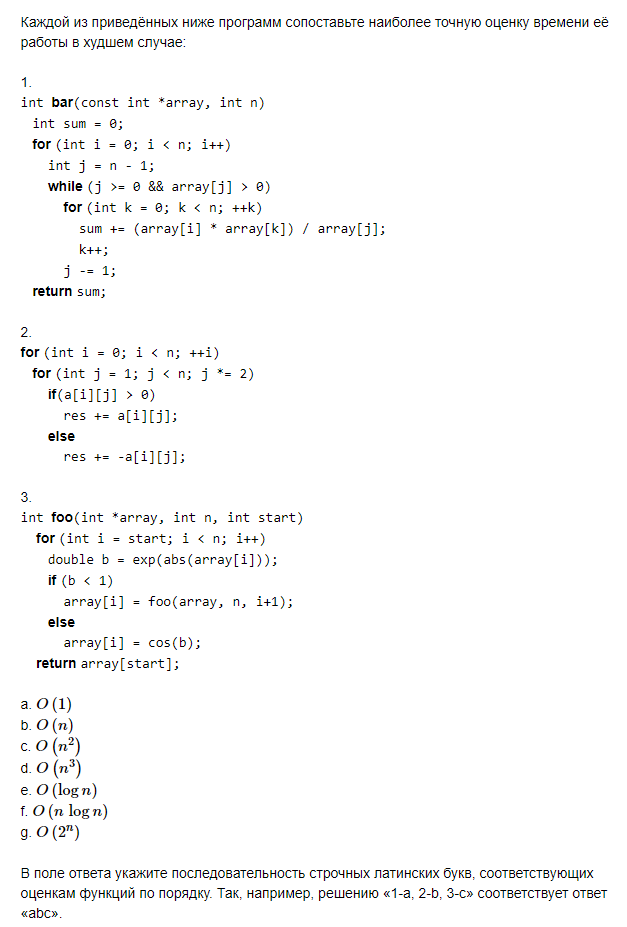 Каждой из приведённых ниже программ сопоставьте наиболее точную оценку времени её
работы в худшем случае:
1.
int bar(const int *array, int n)
int sum = 0;
for (int i = 0; i < n; i++)
int j = n - 1;
while (j >= 0 && array[j] > 0)
for (int k = 0; k < n; ++k)
sum += (array[i] * array[k]) / array[j];
k++;
j -= 1;
return sum;
2.
for (int i = 0; i < n; ++i)
for (int j = 1; j < n; j *= 2)
if(a[i][j] > 0)
res += a[i][j];
else
res += -a[i][j];
3.
int foo(int *array, int n, int start)
for (int i = start; i < n; i++)
double b = exp(abs(array[i]));
if (b < 1)
array[i] = foo(array, n, i+1);
else
array[i] = cos(b);
return array[start];
a. O (1)
b. O (n)
c. O (n²)
d. O (n³)
e. O (log n)
f. O (n log n)
g. O (2ⁿ)
В поле ответа укажите последовательность строчных латинских букв, соответствующих
оценкам функций по порядку. Так, например, решению «1-a, 2-b, 3-c» соответствует ответ
«abc».